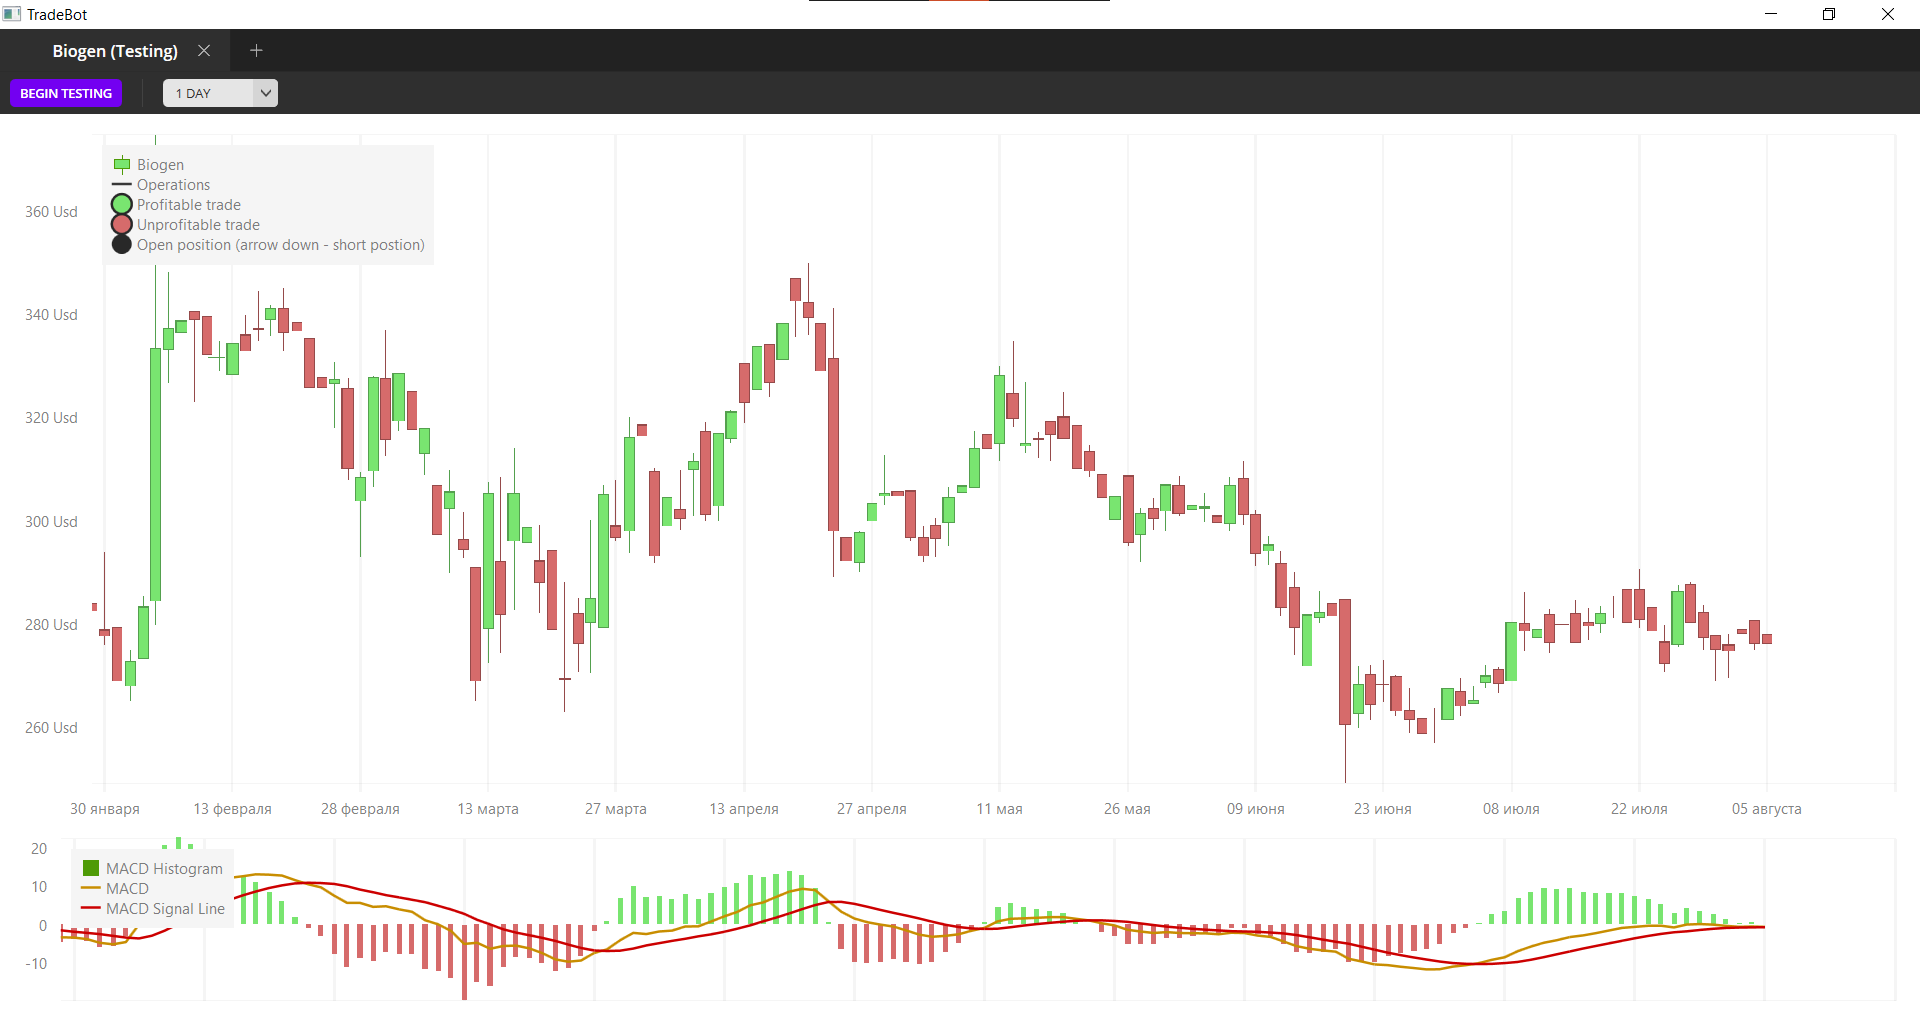 TradeBot
Biogen (Testing)
BEGIN TESTING
1 DAY
Biogen
Operations
Profitable trade
Unprofitable trade
Open position (arrow down - short postion)
360 Usd
340 Usd
320 Usd
300 Usd
280 Usd
260 Usd
30 января 13 февраля 28 февраля 13 марта 27 марта 13 апреля 27 апреля 11 мая 26 мая 09 июня 23 июня 08 июля 22 июля 05 августа
20
10
0
-10
MACD Histogram
MACD
MACD Signal Line